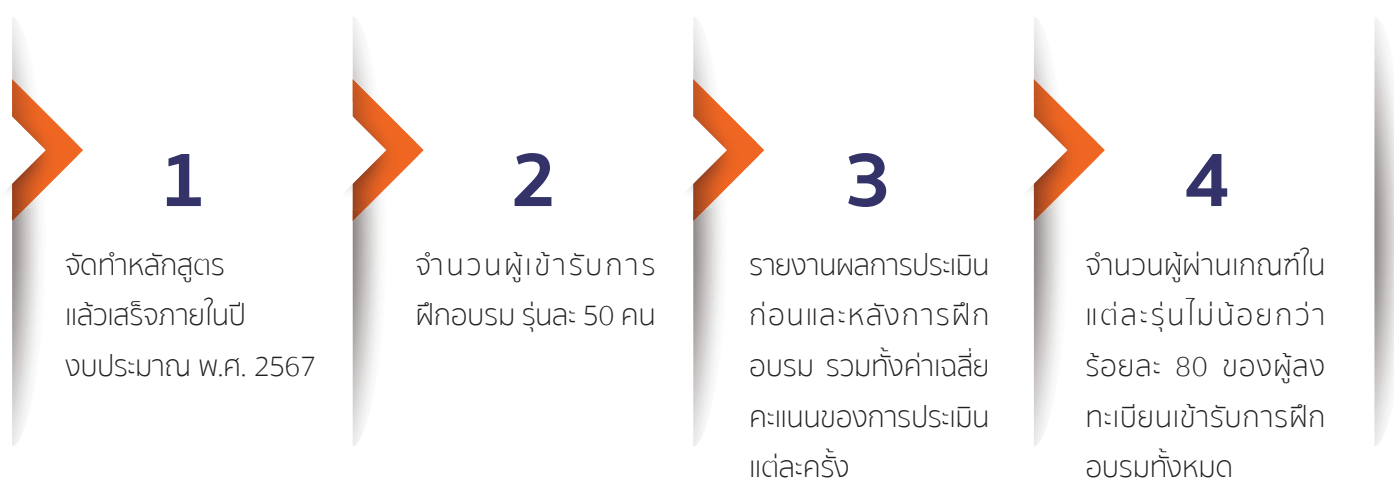 1
จัดทำหลักสูตร
แล้วเสร็จภายในปี
งบประมาณ พ.ศ. 2567
2
จำนวนผู้เข้ารับการ
ฝึกอบรม รุ่นละ 50 คน
3
รายงานผลการประเมิน
ก่อนและหลังการฝึก
อบรม รวมทั้งค่าเฉลี่ย
คะแนนของการประเมิน
แต่ละครั้ง
4
จำนวนผู้ผ่านเกณฑ์ใน
แต่ละรุ่นไม่น้อยกว่า
ร้อยละ 80 ของผู้ลง
ทะเบียนเข้ารับการฝึก
อบรมทั้งหมด